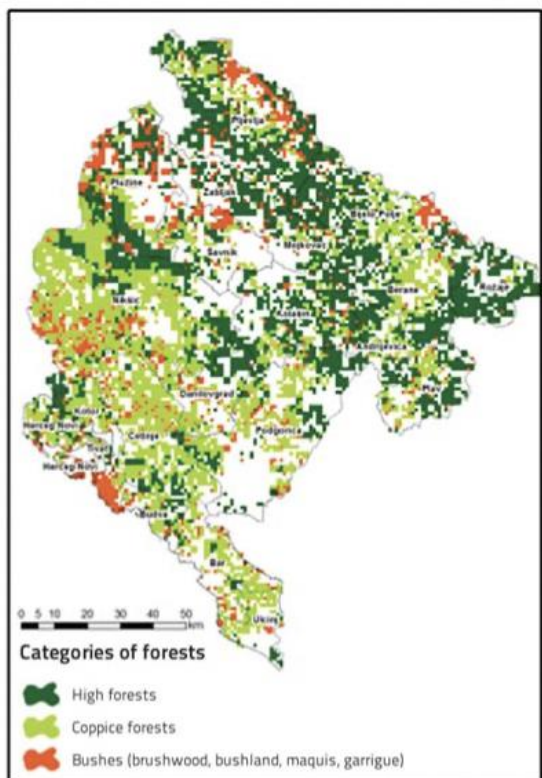 Pljevlja
Plužine
Žabljak
Bijelo Polje
Šavnik
Mojkovac
Nikšić
Berane
Rožaje
Kolašin
Andrijevica
Plav
Danilovgrad
Kotor
Herceg Novi
Cetinje
Podgorica
Tivat
Herceg Novi
Budva
Bar
Ulcinj
0 5 10 20 30 40 50
km
Categories of forests
High forests
Coppice forests
Bushes (brushwood, bushland, maquis, garrigue)